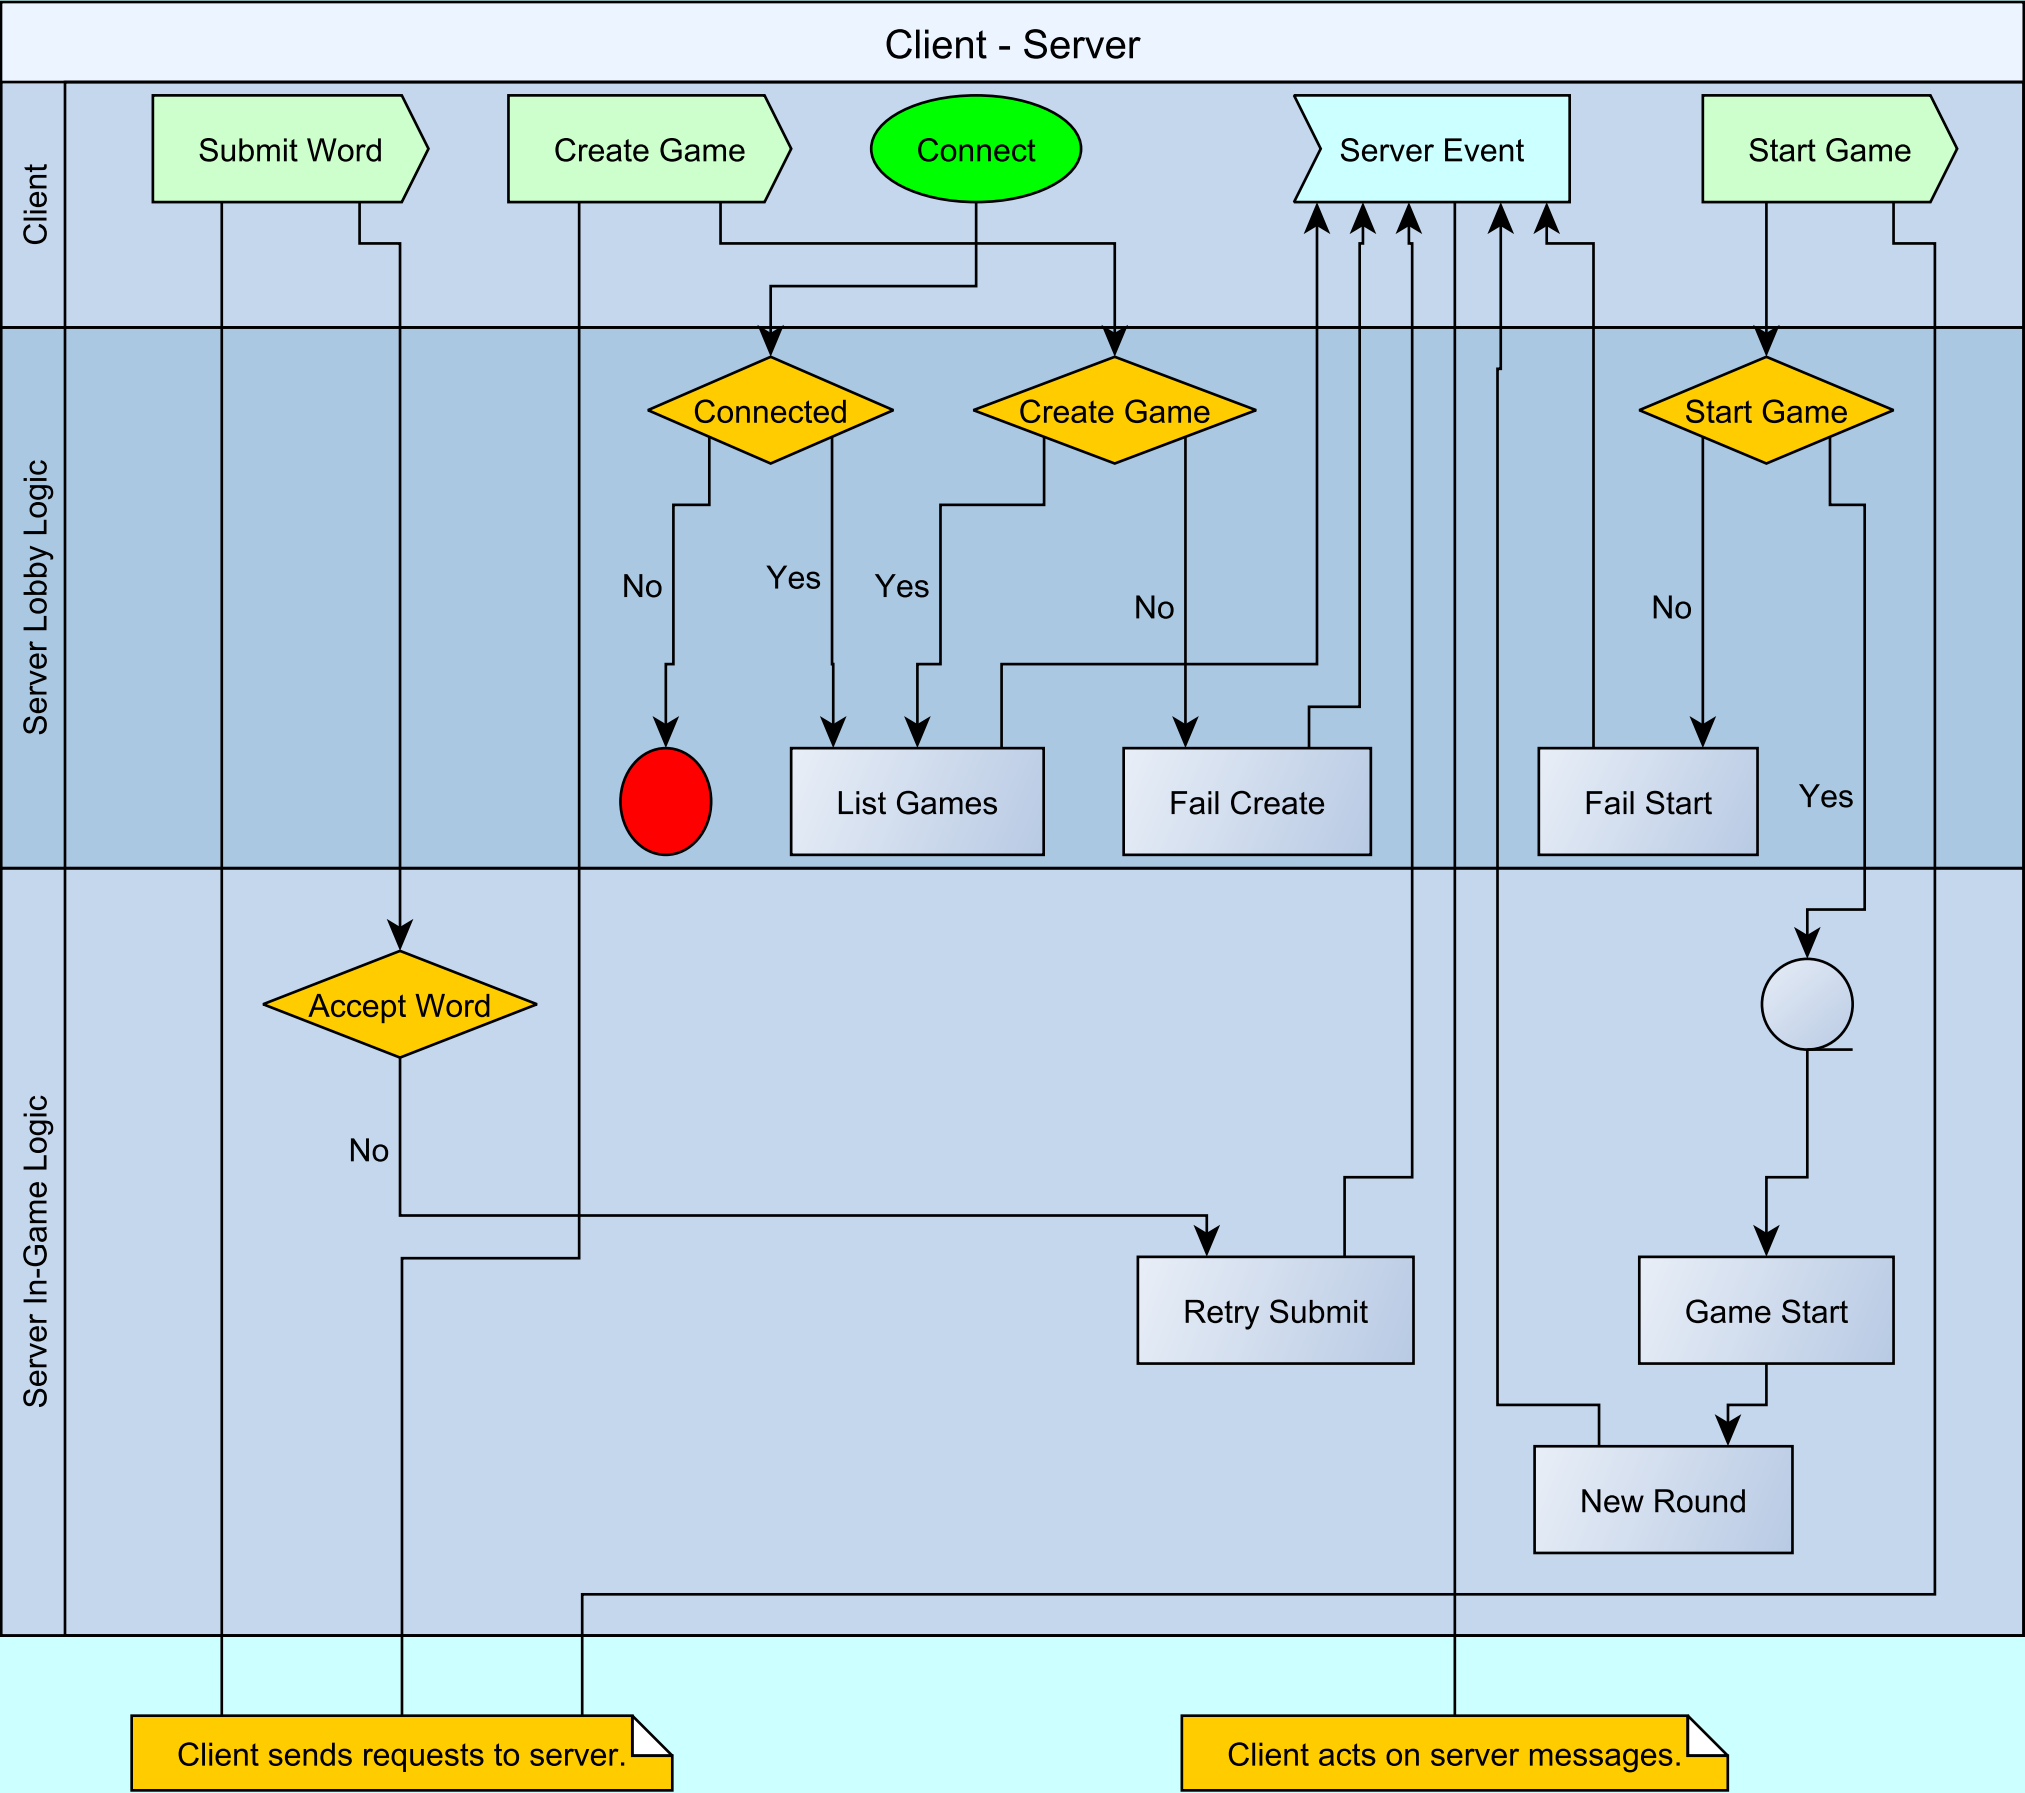 Client - Server
Client
Submit Word
Create Game
Connect
Server Event
Start Game
Server Lobby Logic
Connected
Create Game
Start Game
No
Yes
Yes
No
No
Yes
List Games
Fail Create
Fail Start
Server In-Game Logic
Accept Word
No
Retry Submit
Game Start
New Round
Client sends requests to server.
Client acts on server messages.